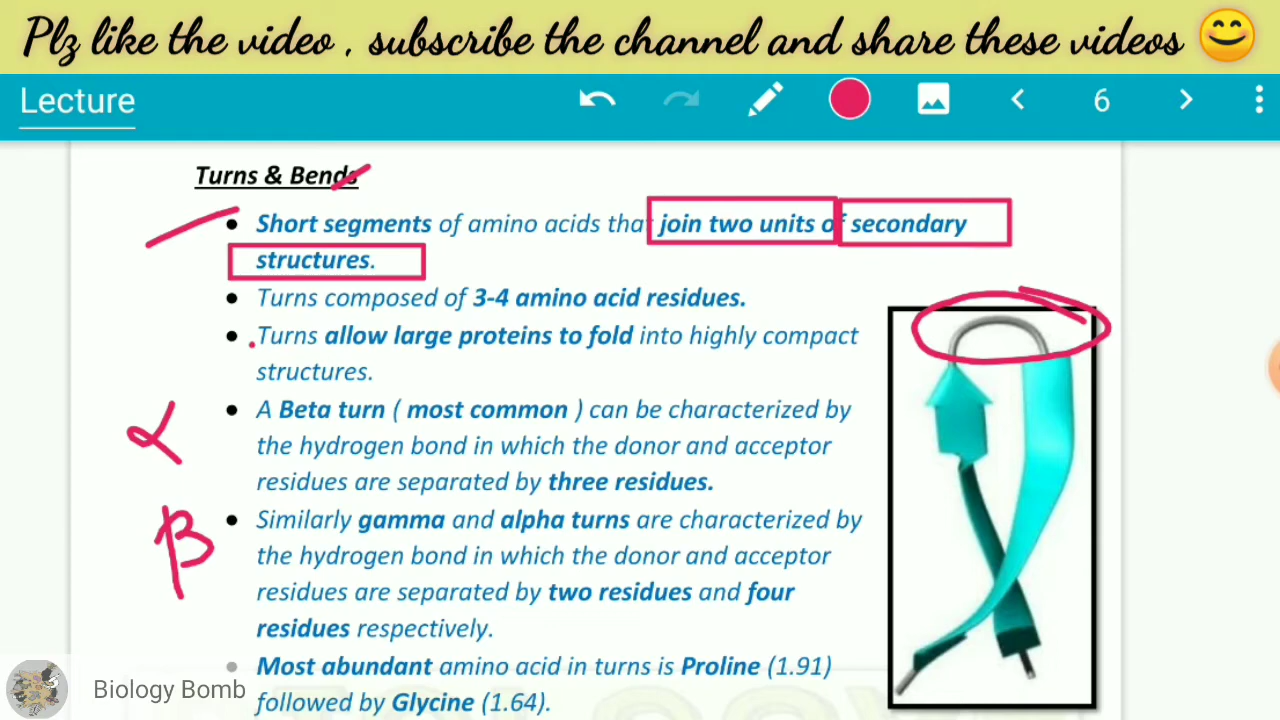 Plz like the video , subscribe the channel and share these videos 😊
Lecture
6
Turns & Bends
Short segments of amino acids that join two units of secondary
structures.
Turns composed of 3-4 amino acid residues.
Turns allow large proteins to fold into highly compact
structures.
A Beta turn ( most common ) can be characterized by
the hydrogen bond in which the donor and acceptor
residues are separated by three residues.
Similarly gamma and alpha turns are characterized by
the hydrogen bond in which the donor and acceptor
residues are separated by two residues and four
residues respectively.
Most abundant amino acid in turns is Proline (1.91)
followed by Glycine (1.64).
α
β
Biology Bomb